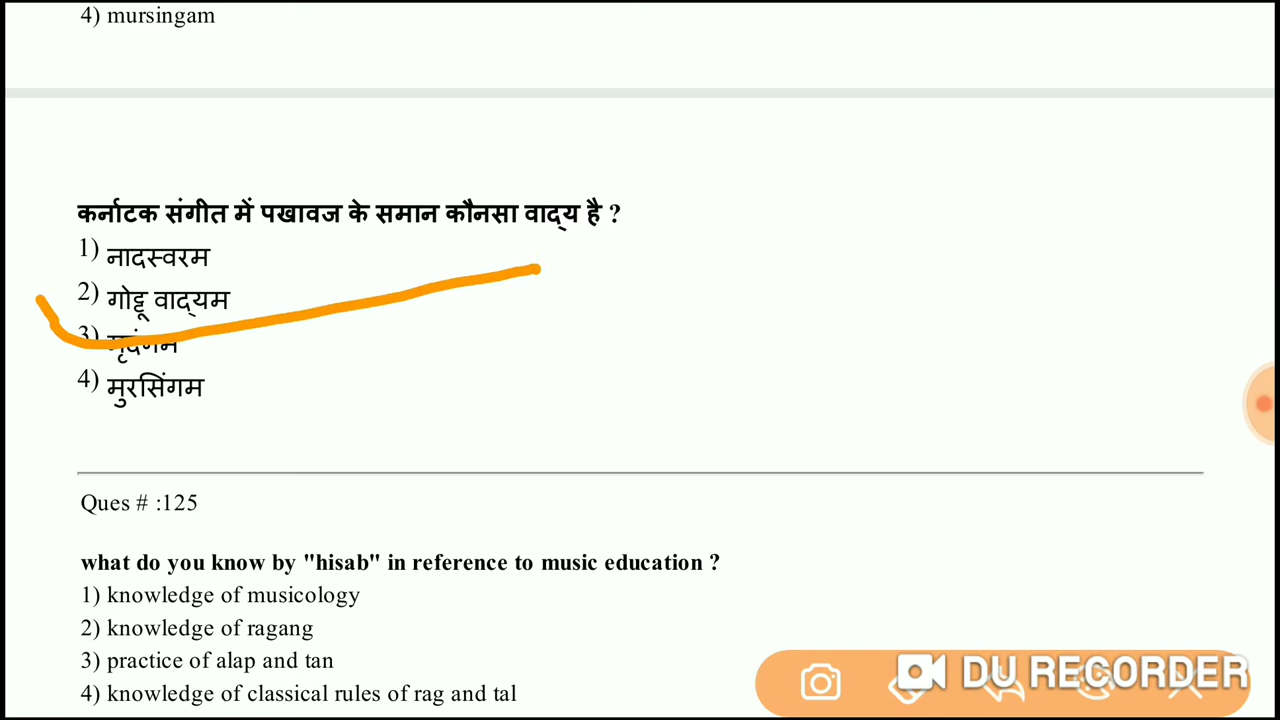 4) mursingam
कर्नाटक संगीत में पखावज के समान कौनसा वाद्य है ?
1) नादस्वरम
2) गोट्टू वाद्यम
3) मृदंगम
4) मुरसिंगम
Ques # :125
what do you know by "hisab" in reference to music education ?
1) knowledge of musicology
2) knowledge of ragang
3) practice of alap and tan
4) knowledge of classical rules of rag and tal
DU RECORDER